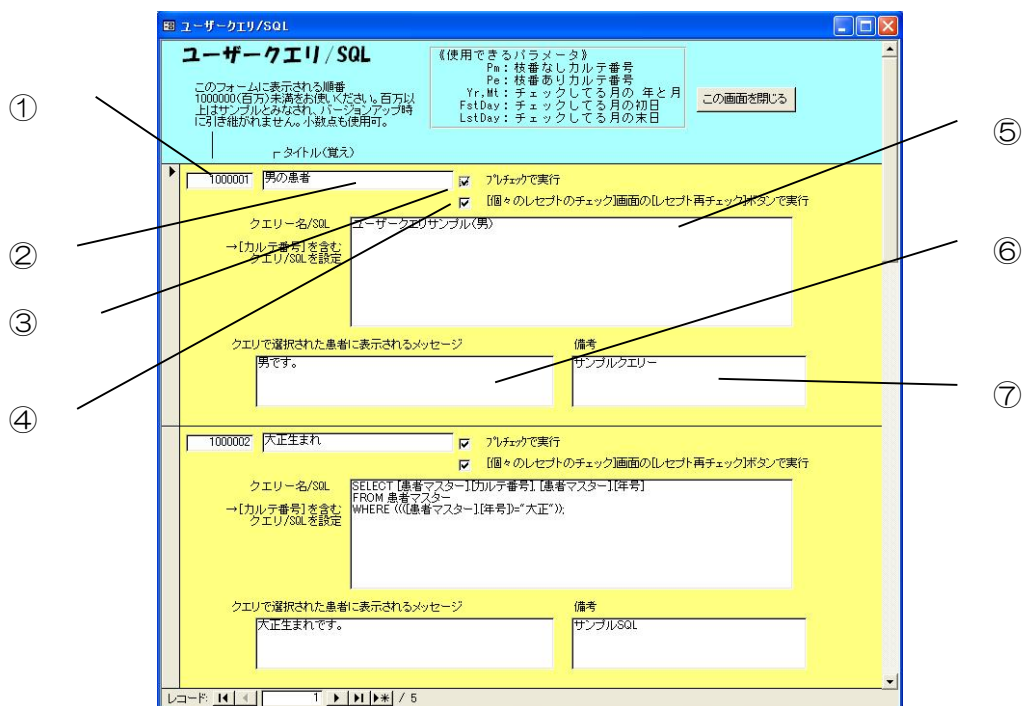 ユーザークエリ/SQL
ユーザークエリ/SQL
このフォームに表示される順番
1000000(百万)未満をお使いください。百万以
上はサンプルとみなされ、バージョンアップ時
に引き継がれません。小数点も使用可。
《使用できるパラメータ》
Pm：枝番なしカルテ番号
Pe：枝番ありカルテ番号
Yr,Mt：チェックしてる月の 年と月
FstDay：チェックしてる月の初日
LstDay：チェックしてる月の末日
この画面を閉じる
┌タイトル(覚え)
①
②
③
④
⑤
⑥
⑦
1000001 男の患者 プレチェックで実行
[個々のレセプトのチェック]画面の[レセプト再チェック]ボタンで実行
クエリー名/SQL
→[カルテ番号]を含む
クエリ/SQLを設定
ユーザークエリサンプル(男)
クエリで選択された患者に表示されるメッセージ 備考
男です。 サンプルクエリー
1000002 大正生まれ プレチェックで実行
[個々のレセプトのチェック]画面の[レセプト再チェック]ボタンで実行
クエリー名/SQL
→[カルテ番号]を含む
クエリ/SQLを設定
SELECT [患者マスター].[カルテ番号], [患者マスター].[年号]
FROM 患者マスター
WHERE ((([患者マスター].[年号])="大正"));
クエリで選択された患者に表示されるメッセージ 備考
大正生まれです。 サンプルSQL
レコード: 1 / 5